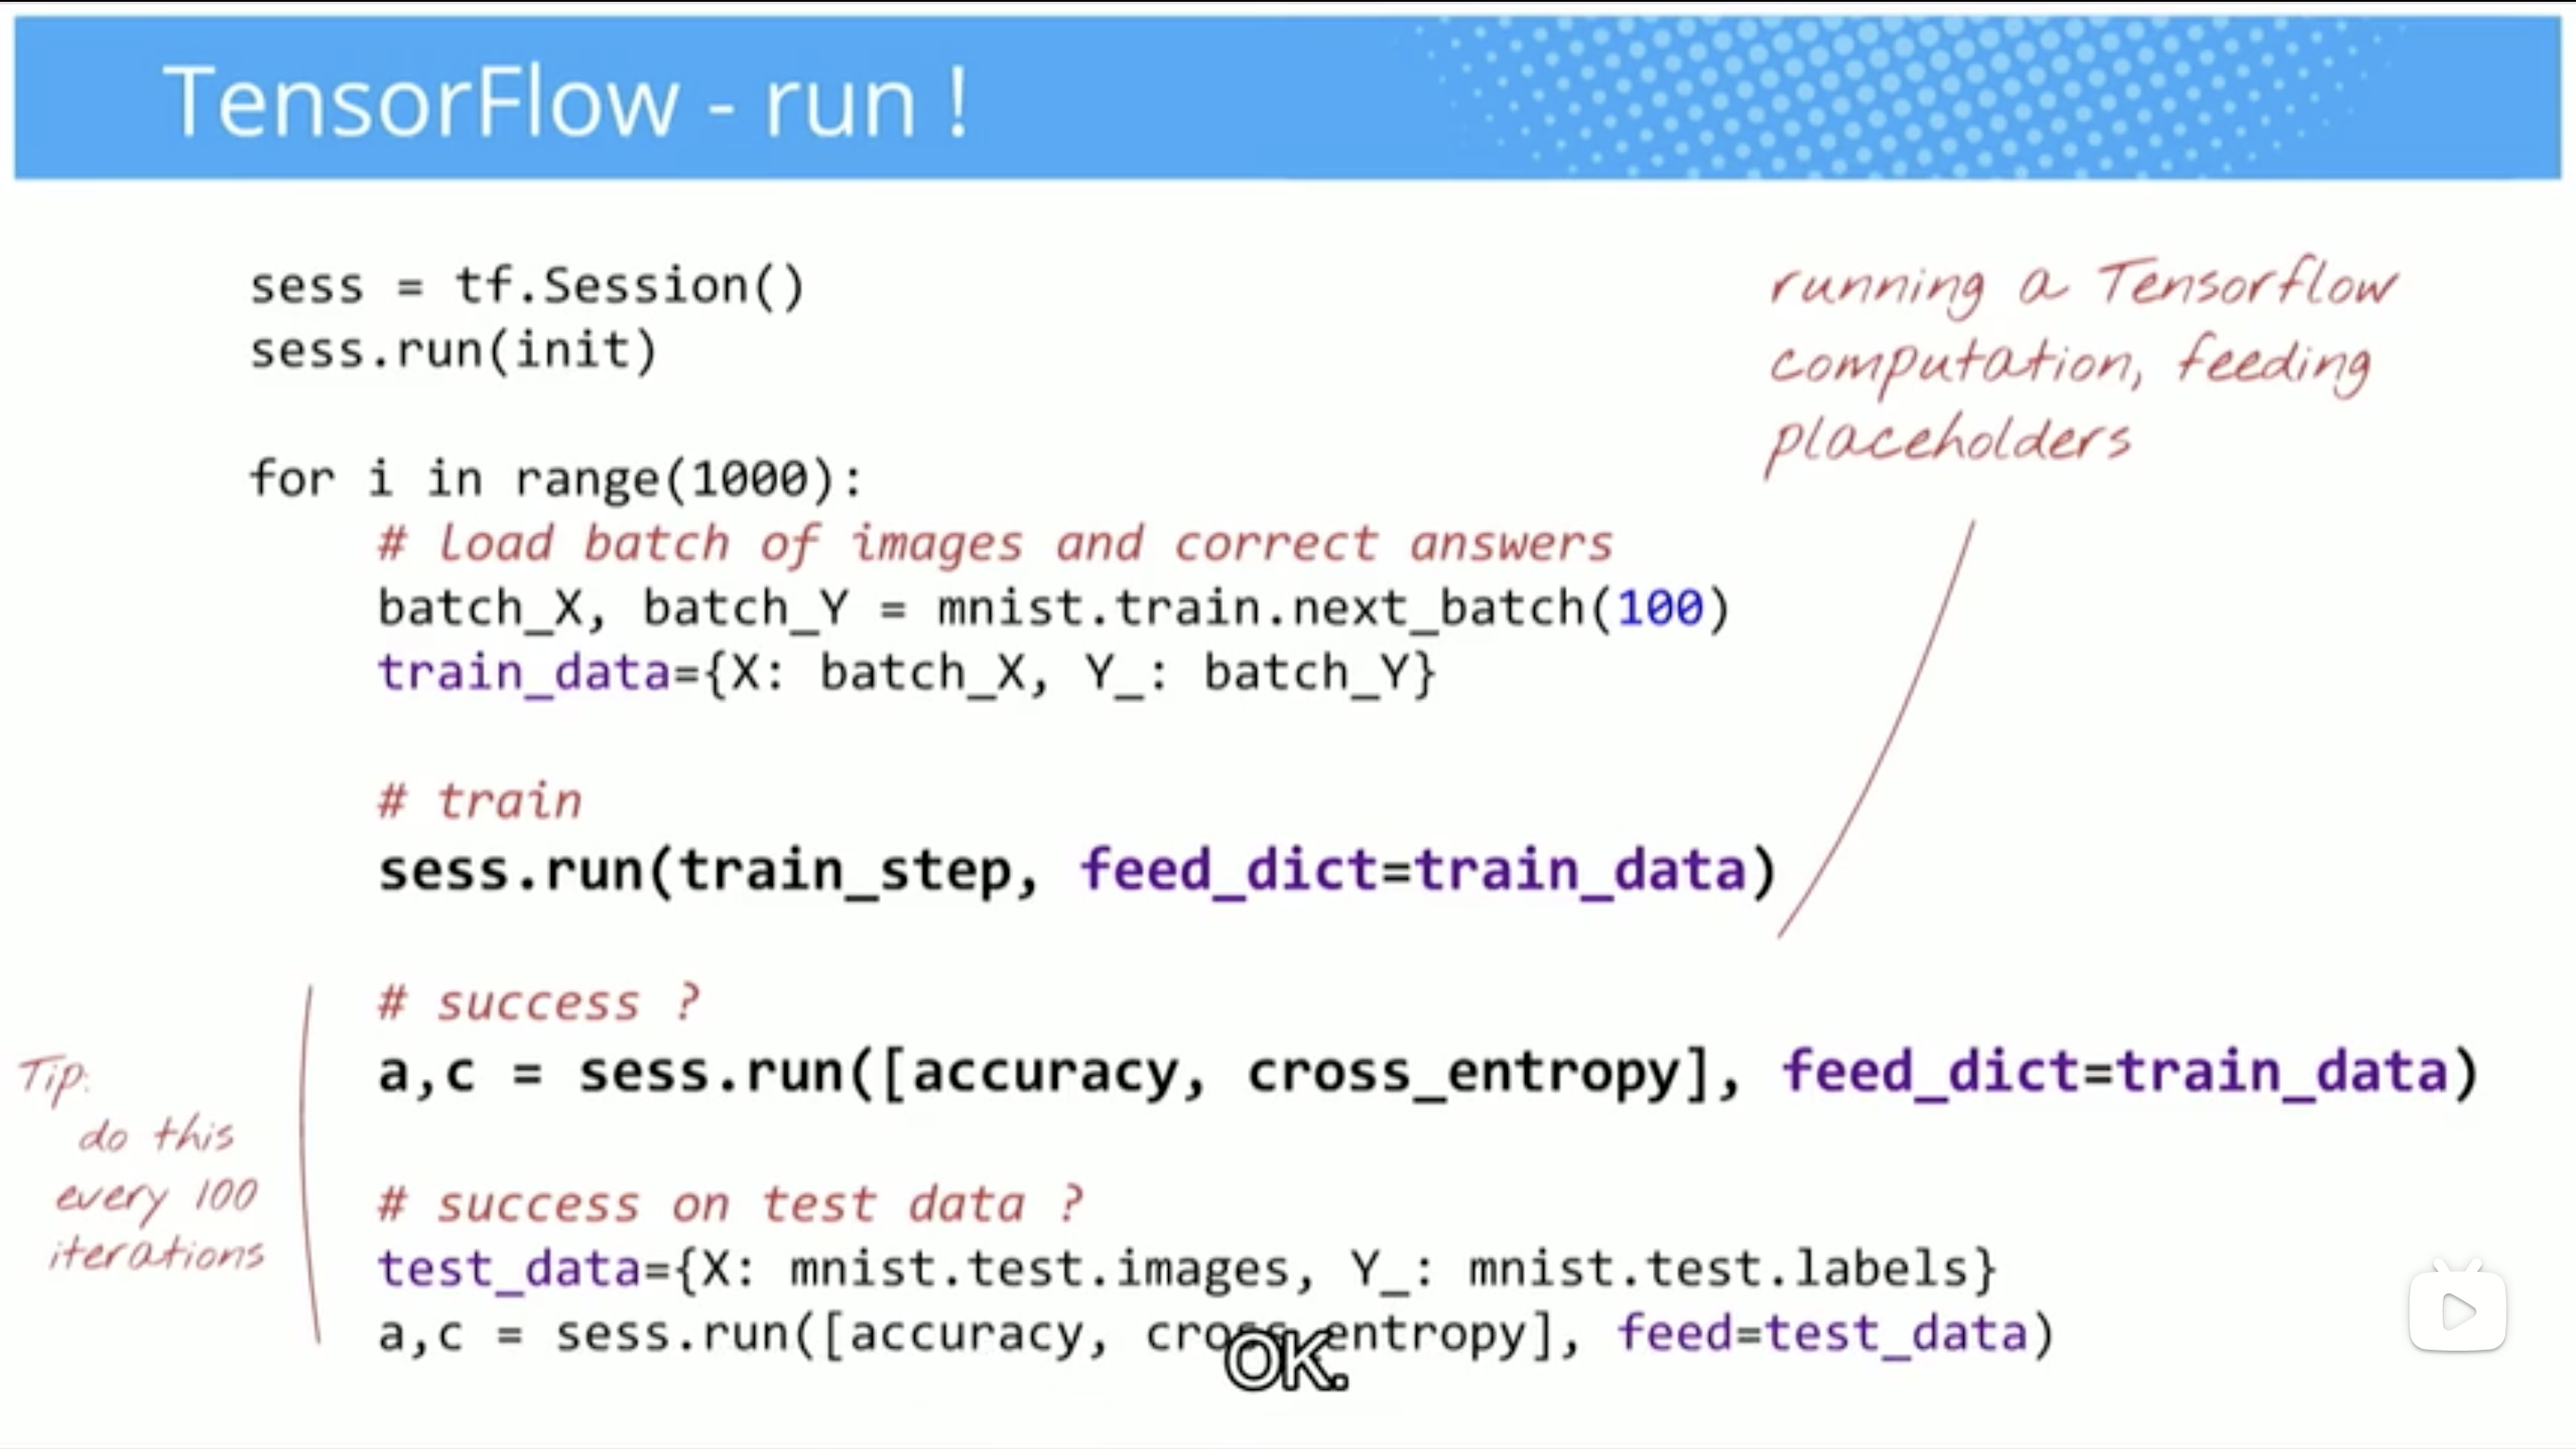 TensorFlow - run !
sess = tf.Session()
sess.run(init)
running a Tensorflow
computation, feeding
placeholders
for i in range(1000):
# Load batch of images and correct answers
batch_X, batch_Y = mnist.train.next_batch(100)
train_data={X: batch_X, Y_: batch_Y}
# train
sess.run(train_step, feed_dict=train_data)
# success ?
a,c = sess.run([accuracy, cross_entropy], feed_dict=train_data)
Tip:
do this
every 100
iterations
# success on test data ?
test_data={X: mnist.test.images, Y_: mnist.test.labels}
a,c = sess.run([accuracy, cross_entropy], feed=test_data)
OK.